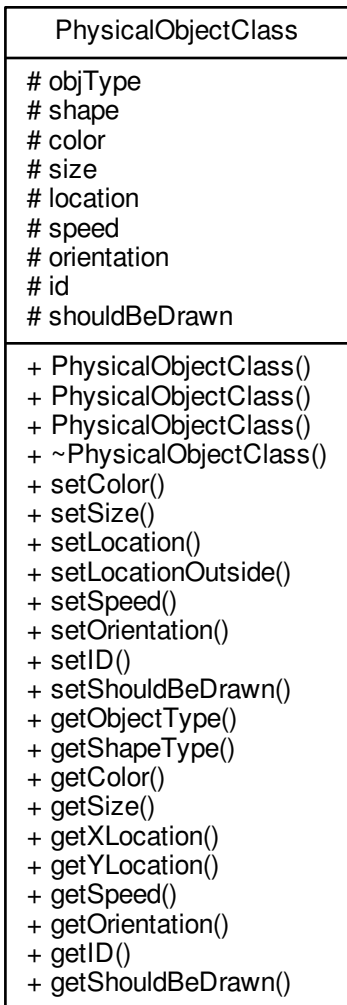 PhysicalObjectClass
# objType
# shape
# color
# size
# location
# speed
# orientation
# id
# shouldBeDrawn
+ PhysicalObjectClass()
+ PhysicalObjectClass()
+ PhysicalObjectClass()
+ ~PhysicalObjectClass()
+ setColor()
+ setSize()
+ setLocation()
+ setLocationOutside()
+ setSpeed()
+ setOrientation()
+ setID()
+ setShouldBeDrawn()
+ getObjectType()
+ getShapeType()
+ getColor()
+ getSize()
+ getXLocation()
+ getYLocation()
+ getSpeed()
+ getOrientation()
+ getID()
+ getShouldBeDrawn()